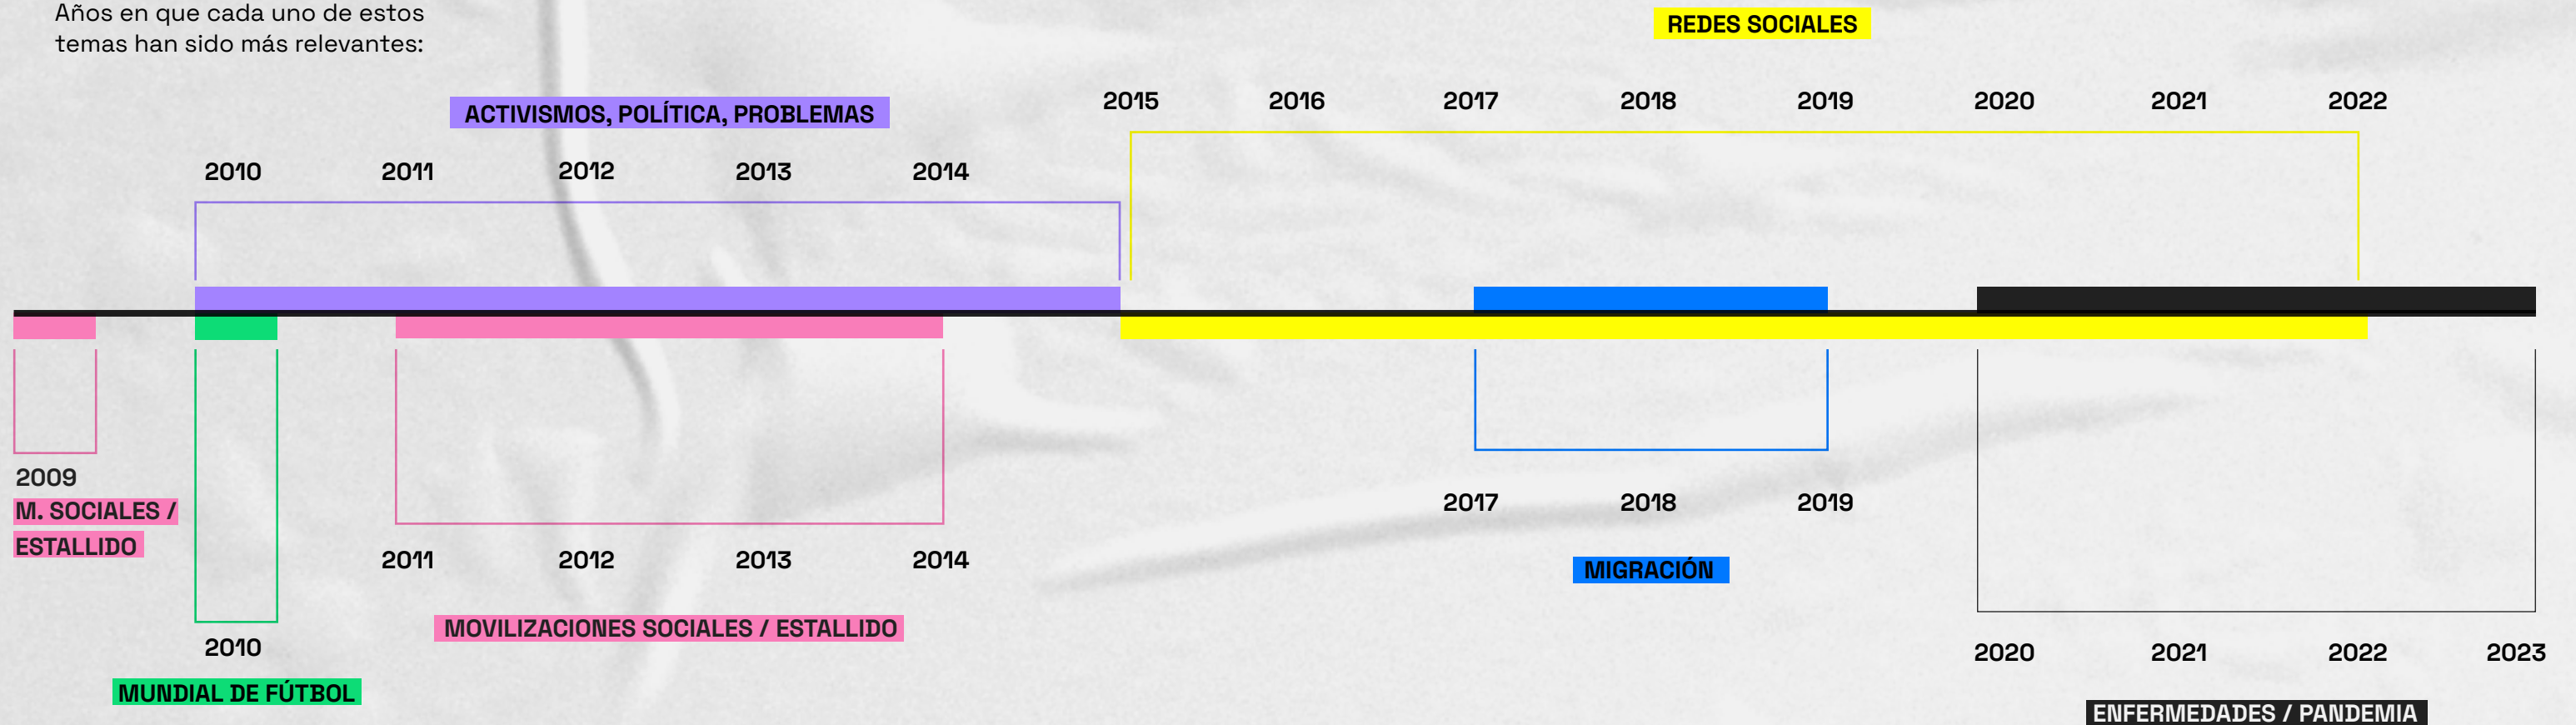 Años en que cada uno de estos
temas han sido más relevantes:
REDES SOCIALES
2015 2016 2017 2018 2019 2020 2021 2022
ACTIVISMOS, POLÍTICA, PROBLEMAS
2010 2011 2012 2013 2014
2009
M. SOCIALES /
ESTALLIDO
2010
MUNDIAL DE FÚTBOL
2011 2012 2013 2014
MOVILIZACIONES SOCIALES / ESTALLIDO
2017 2018 2019
MIGRACIÓN
2020 2021 2022 2023
ENFERMEDADES / PANDEMIA